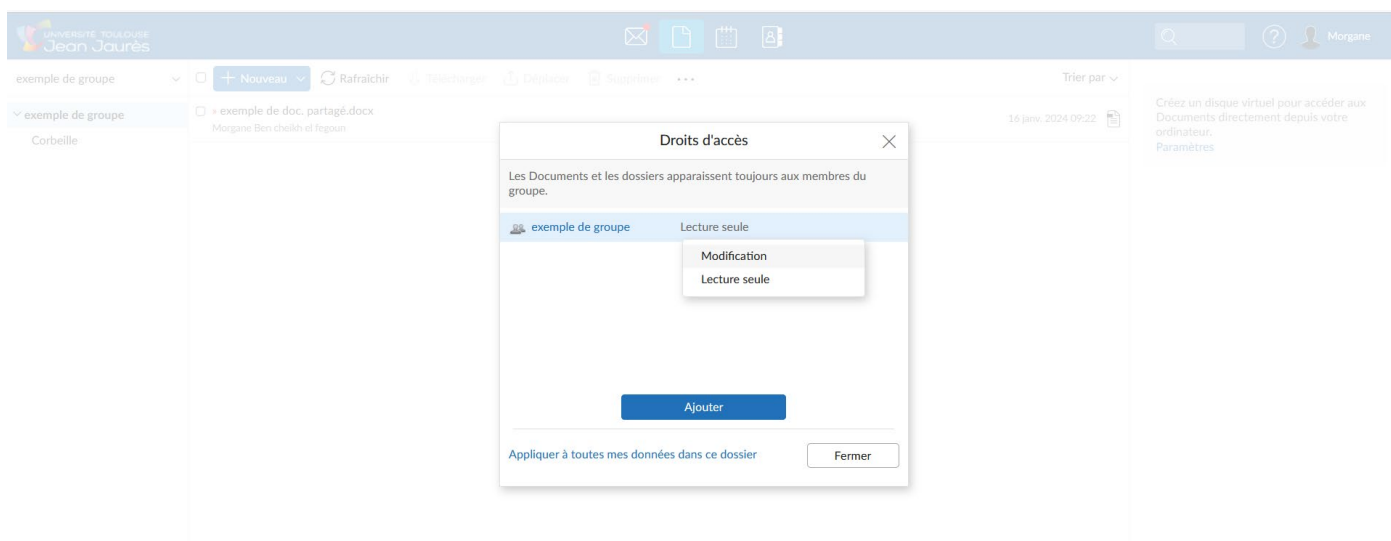 UNIVERSITÉ TOULOUSE
Jean Jaurès
Morgane
exemple de groupe
Nouveau
Rafraîchir
Télécharger
Déplacer
Supprimer
Trier par
exemple de groupe
Corbeille
exemple de doc. partagé.docx
Morgane Ben cheikh el fegoun
16 janv. 2024 09:22
Créez un disque virtuel pour accéder aux
Documents directement depuis votre
ordinateur.
Paramètres
Droits d'accès
Les Documents et les dossiers apparaissent toujours aux membres du
groupe.
exemple de groupe Lecture seule
Modification
Lecture seule
Ajouter
Appliquer à toutes mes données dans ce dossier
Fermer